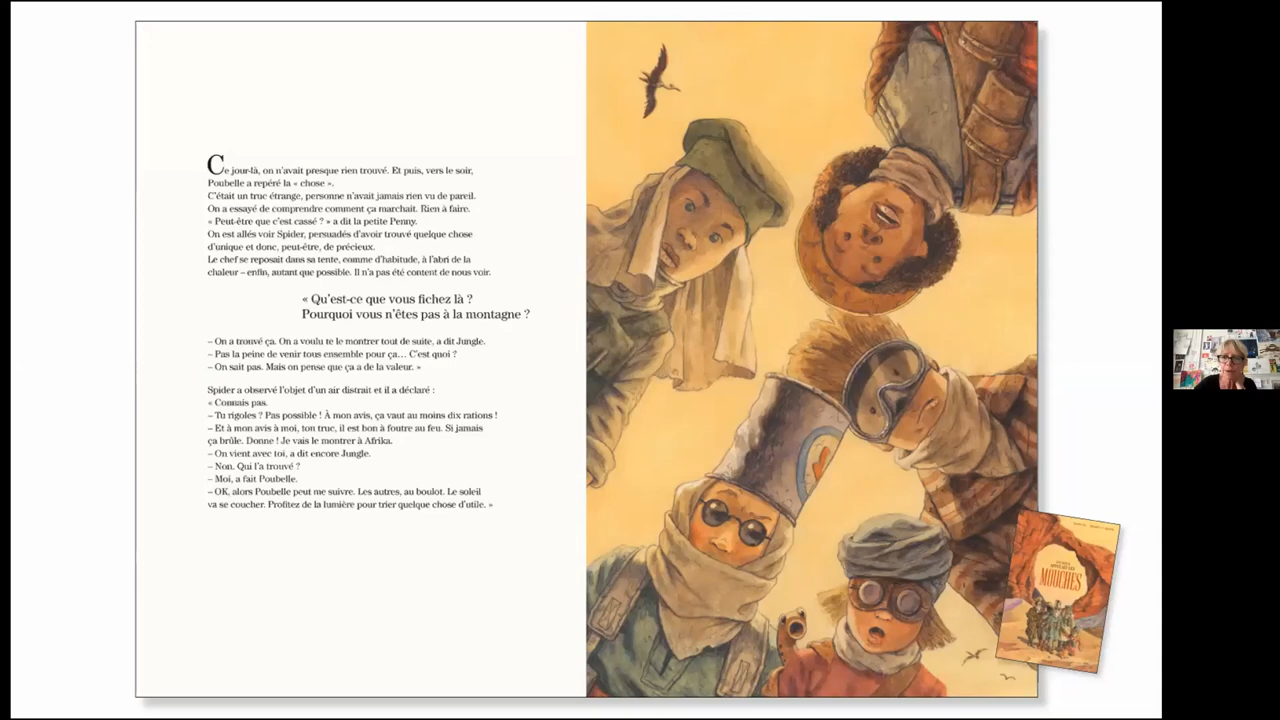 Ce jour-là, on n'avait presque rien trouvé. Et puis, vers le soir,
Poubelle a repéré la « chose ».
C'était un truc étrange, personne n'avait jamais rien vu de pareil.
On a essayé de comprendre comment ça marchait. Rien à faire.
« Peut-être que c'est cassé ? » a dit la petite Penny.
On est allés voir Spider, persuadés d'avoir trouvé quelque chose
d'unique et donc, peut-être, de précieux.
Le chef se reposait dans sa tente, comme d'habitude, à l'abri de la
chaleur – enfin, autant que possible. Il n'a pas été content de nous voir.
« Qu'est-ce que vous fichez là ?
Pourquoi vous n'êtes pas à la montagne ?
– On a trouvé ça. On a voulu te le montrer tout de suite, a dit Jungle.
– Pas la peine de venir tous ensemble pour ça… C'est quoi ?
– On sait pas. Mais on pense que ça a de la valeur. »
Spider a observé l'objet d'un air distrait et il a déclaré :
« Connais pas.
– Tu rigoles ? Pas possible ! À mon avis, ça vaut au moins dix rations !
– Et à mon avis à moi, ton truc, il est bon à foutre au feu. Si jamais
ça brûle. Donne ! Je vais le montrer à Afrika.
– On vient avec toi, a dit encore Jungle.
– Non. Qui l'a trouvé ?
– Moi, a fait Poubelle.
– OK, alors Poubelle peut me suivre. Les autres, au boulot. Le soleil
va se coucher. Profitez de la lumière pour trier quelque chose d'utile. »
MOUCHES